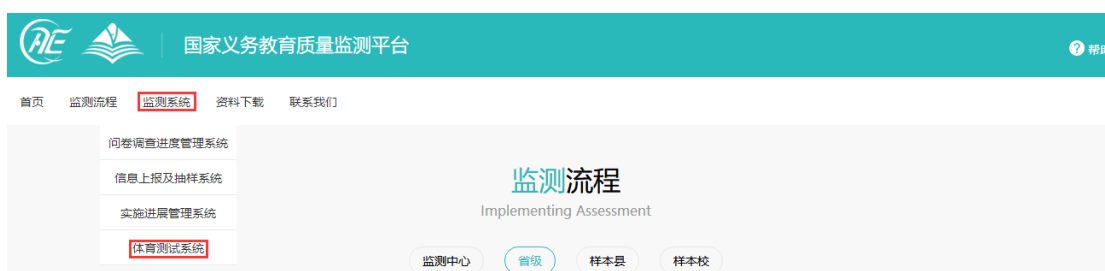 国家义务教育质量监测平台
? 帮
首页 监测流程 监测系统 资料下载 联系我们
问卷调查进度管理系统
信息上报及抽样系统
实施进展管理系统
体育测试系统
监测流程
Implementing Assessment
监测中心 省级 样本县 样本校